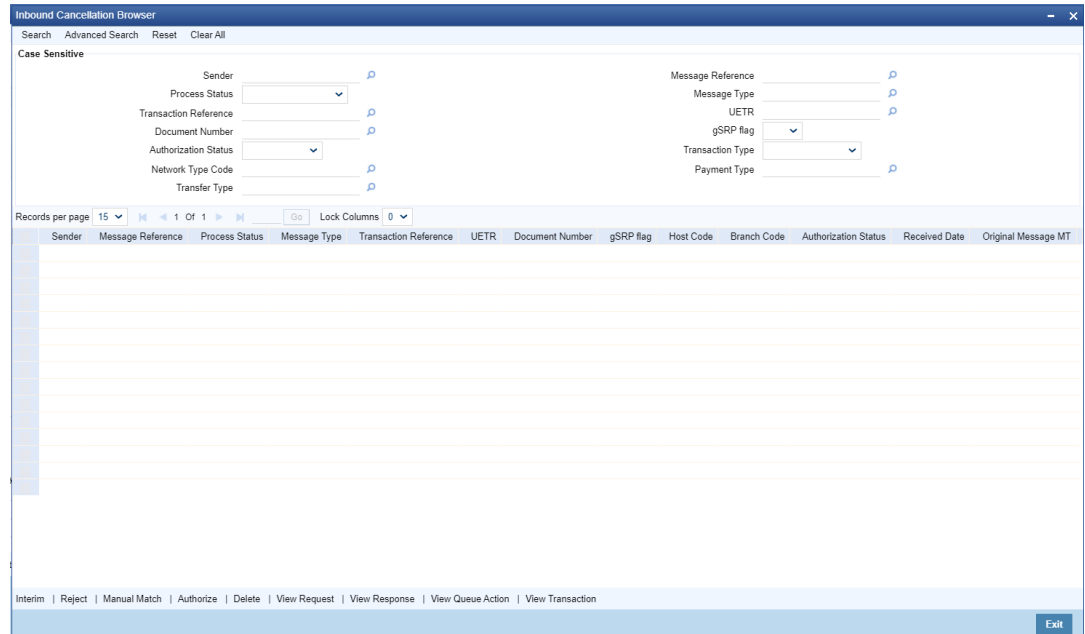 Inbound Cancellation Browser
Search Advanced Search Reset Clear All
Case Sensitive
Sender
Message Reference
Process Status
Message Type
Transaction Reference
UETR
Document Number
gSRP flag
Authorization Status
Transaction Type
Network Type Code
Payment Type
Transfer Type
Records per page 15 1 Of 1 Go Lock Columns 0
Sender Message Reference Process Status Message Type Transaction Reference UETR Document Number gSRP flag Host Code Branch Code Authorization Status Received Date Original Message MT
Interim | Reject | Manual Match | Authorize | Delete | View Request | View Response | View Queue Action | View Transaction
Exit